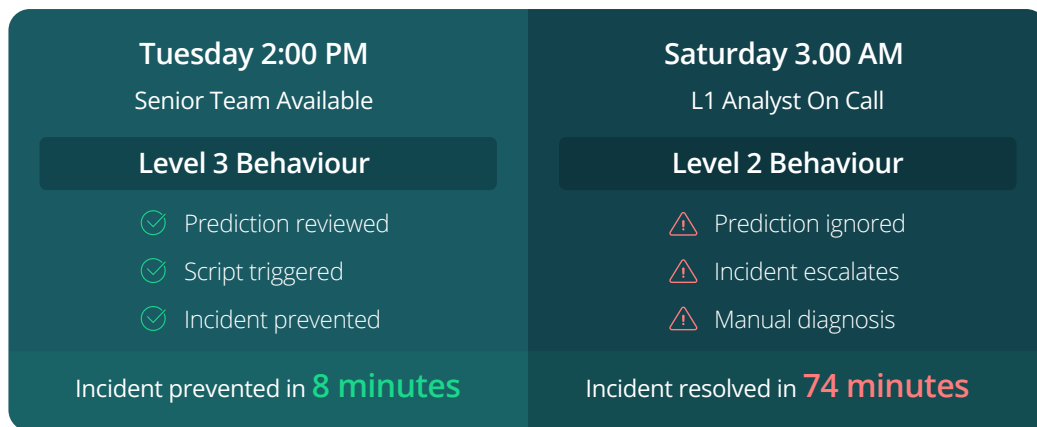 Tuesday 2:00 PM
Senior Team Available
Level 3 Behaviour
Prediction reviewed
Script triggered
Incident prevented
Incident prevented in 8 minutes
Saturday 3.00 AM
L1 Analyst On Call
Level 2 Behaviour
Prediction ignored
Incident escalates
Manual diagnosis
Incident resolved in 74 minutes